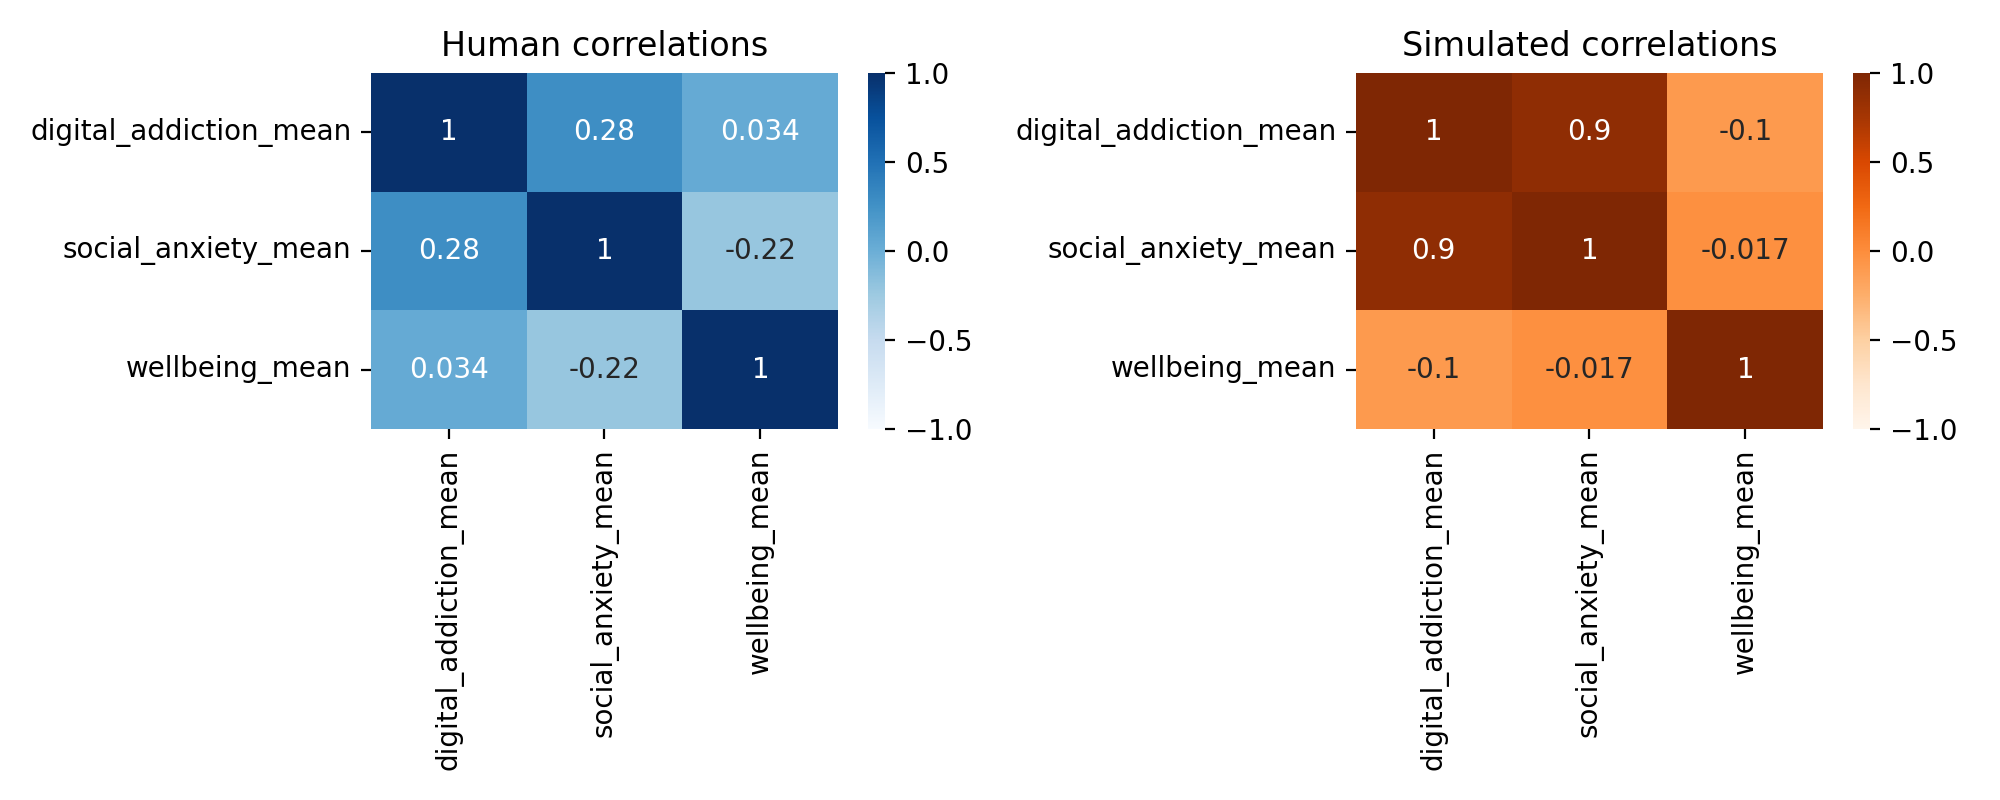 Human correlations
digital_addiction_mean
social_anxiety_mean
wellbeing_mean
1 0.28 0.034
0.28 1 -0.22
0.034 -0.22 1
1.0
0.5
0.0
−0.5
−1.0
digital_addiction_mean
social_anxiety_mean
wellbeing_mean
Simulated correlations
digital_addiction_mean
social_anxiety_mean
wellbeing_mean
1 0.9 -0.1
0.9 1 -0.017
-0.1 -0.017 1
1.0
0.5
0.0
−0.5
−1.0
digital_addiction_mean
social_anxiety_mean
wellbeing_mean